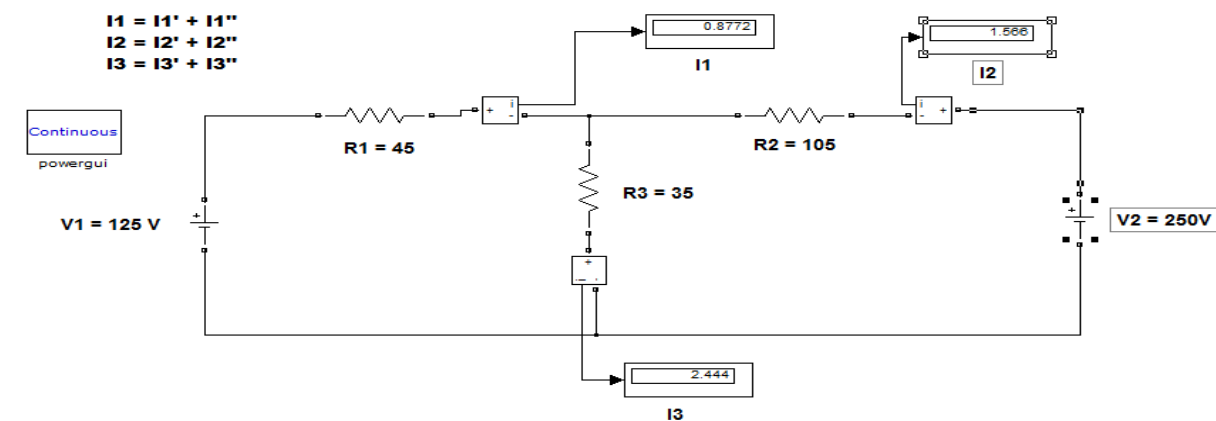 I1 = I1' + I1"
I2 = I2' + I2"
I3 = I3' + I3"
0.8772
I1
1.566
I2
Continuous
powergui
R1 = 45
+
i
-
R2 = 105
i
-
+
R3 = 35
V1 = 125 V
+
+
V2 = 250V
+
2.444
I3